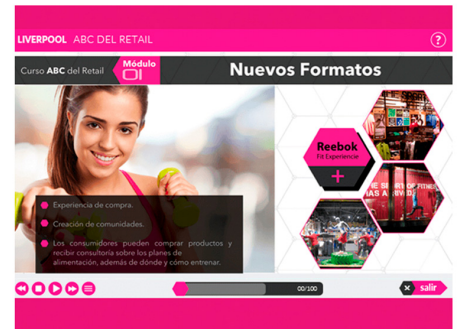 LIVERPOOL ABC DEL RETAIL
?
Curso ABC del Retail
Módulo
01
Nuevos Formatos
Reebok
Fit Experiencie
+
Experiencia de compra.
Creación de comunidades.
Los consumidores pueden comprar productos y
recibir consultoría sobre los planes de
alimentación, además de dónde y cómo entrenar.
00/100
× salir